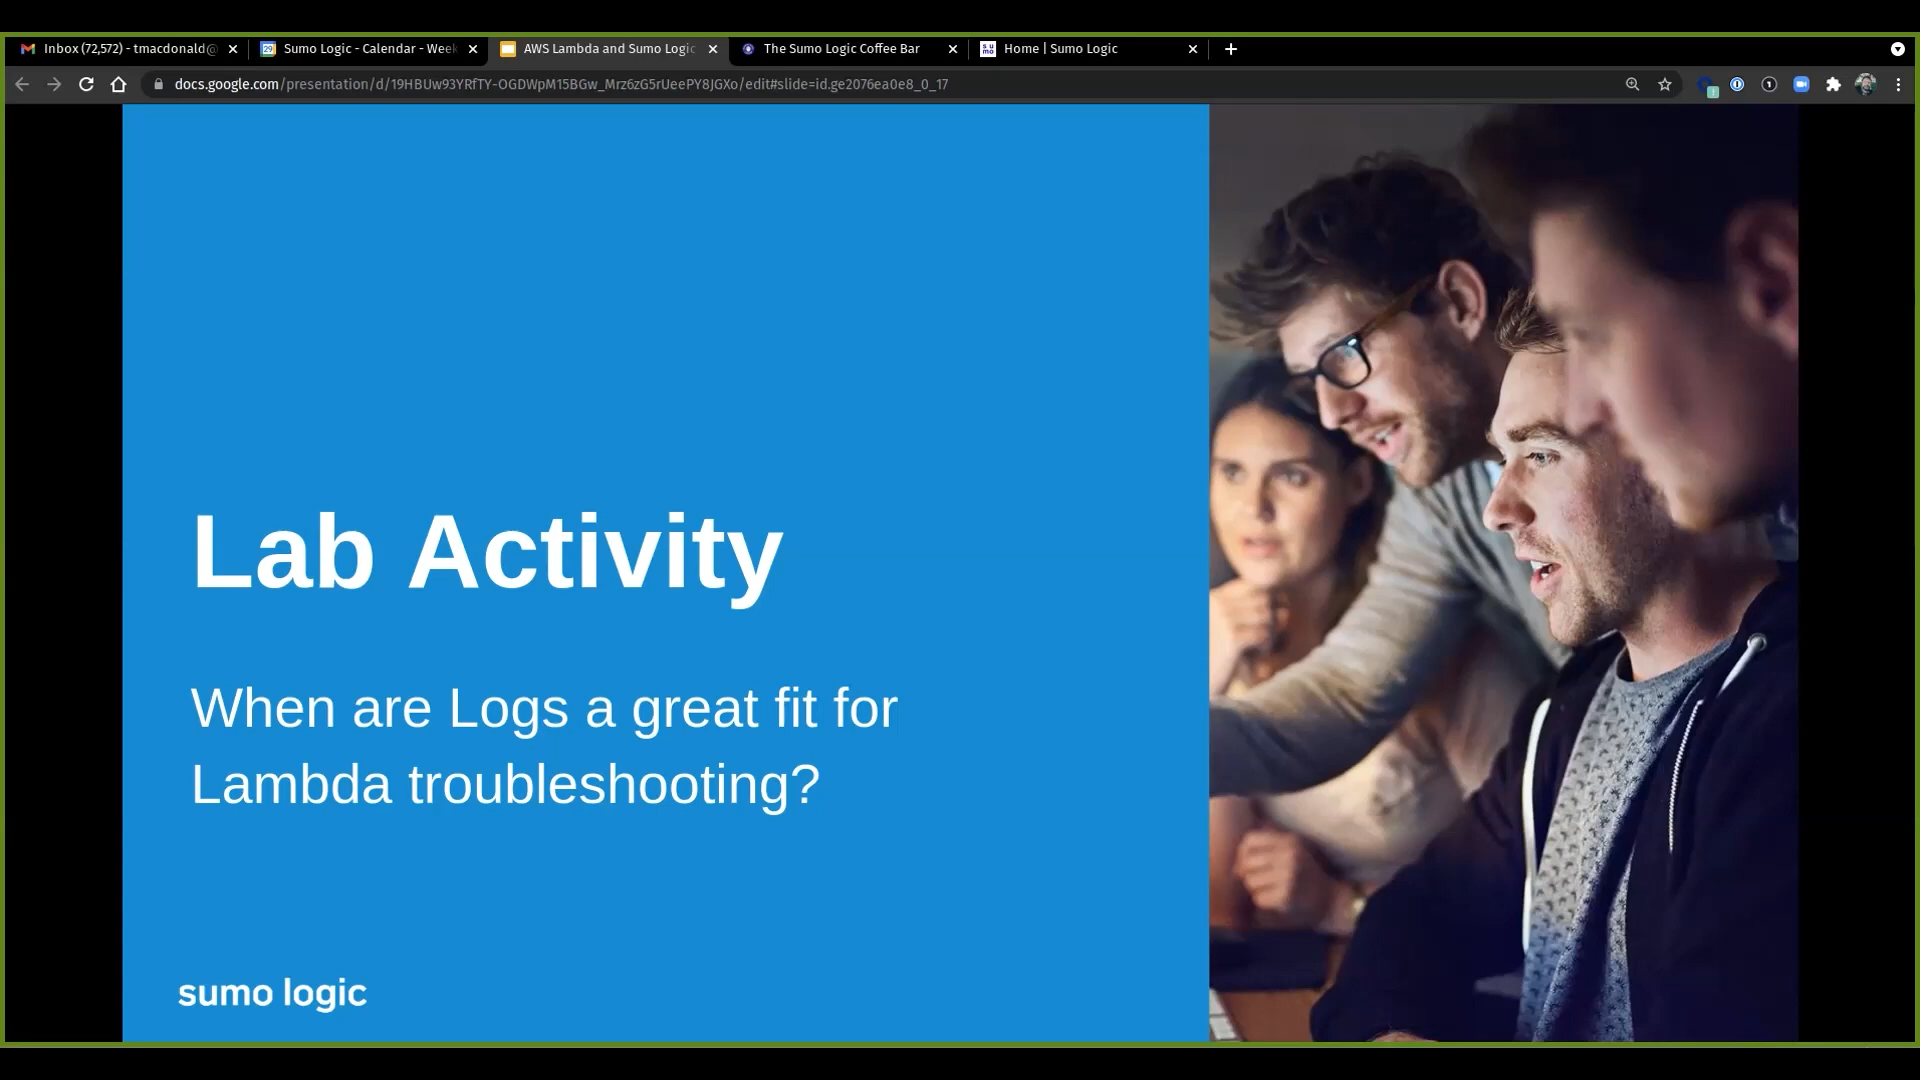 Inbox (72,572) - tmacdonald@
Sumo Logic - Calendar - Week
AWS Lambda and Sumo Logic
The Sumo Logic Coffee Bar
Home | Sumo Logic
docs.google.com/presentation/d/19HBUw93YRfTY-OGDWpM15BGw_Mrz6zG5rUeePY8JGXo/edit#slide=id.ge2076ea0e8_0_17
Lab Activity
When are Logs a great fit for
Lambda troubleshooting?
sumo logic